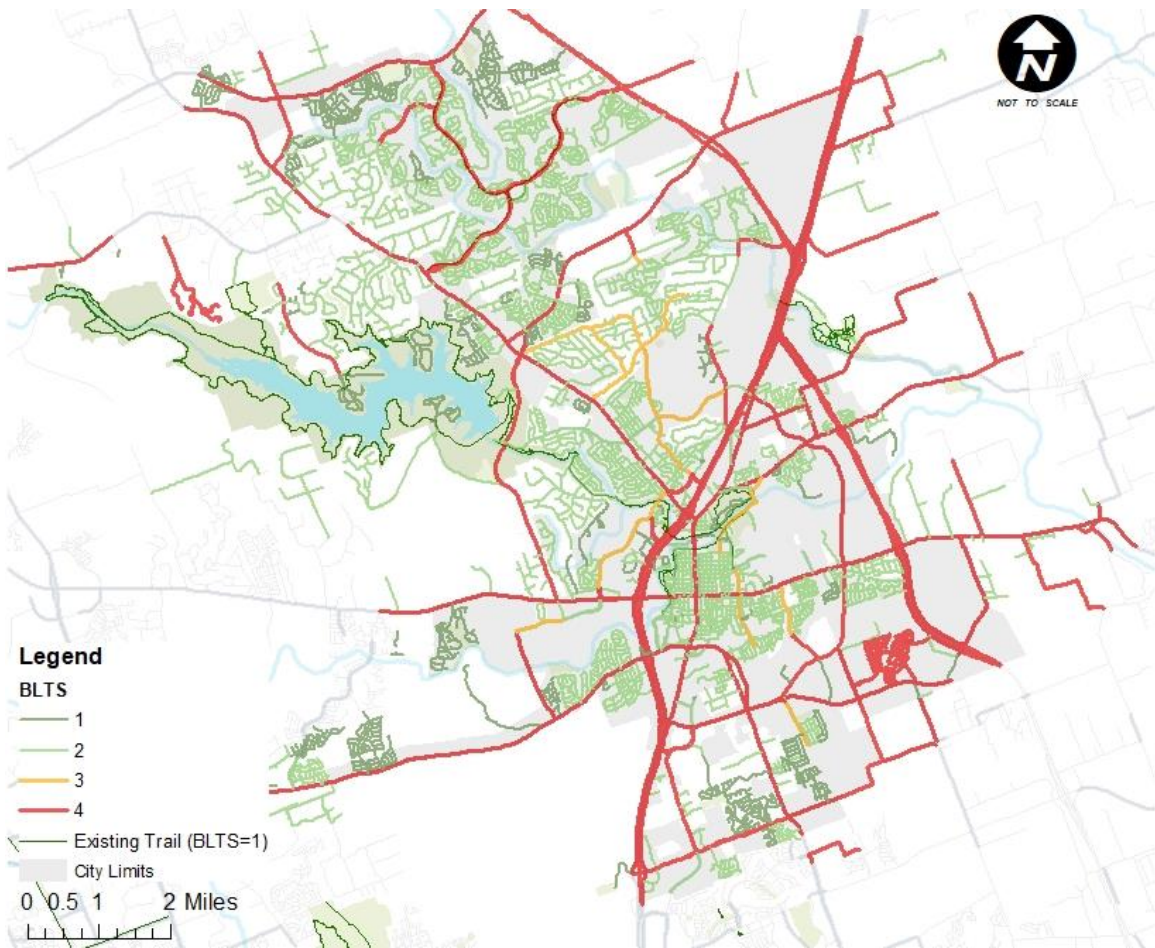 N
NOT TO SCALE
Legend
BLTS
1
2
3
4
Existing Trail (BLTS=1)
City Limits
0 0.5 1 2 Miles